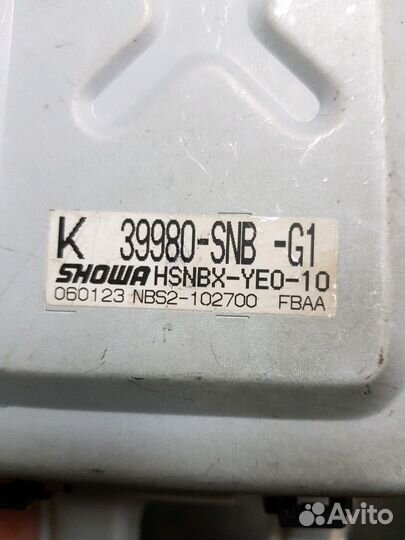 K 39980-SNB -G1
SHOWA HSNBX-YE0-10
060123 NBS2-102700 FBAA
Avito